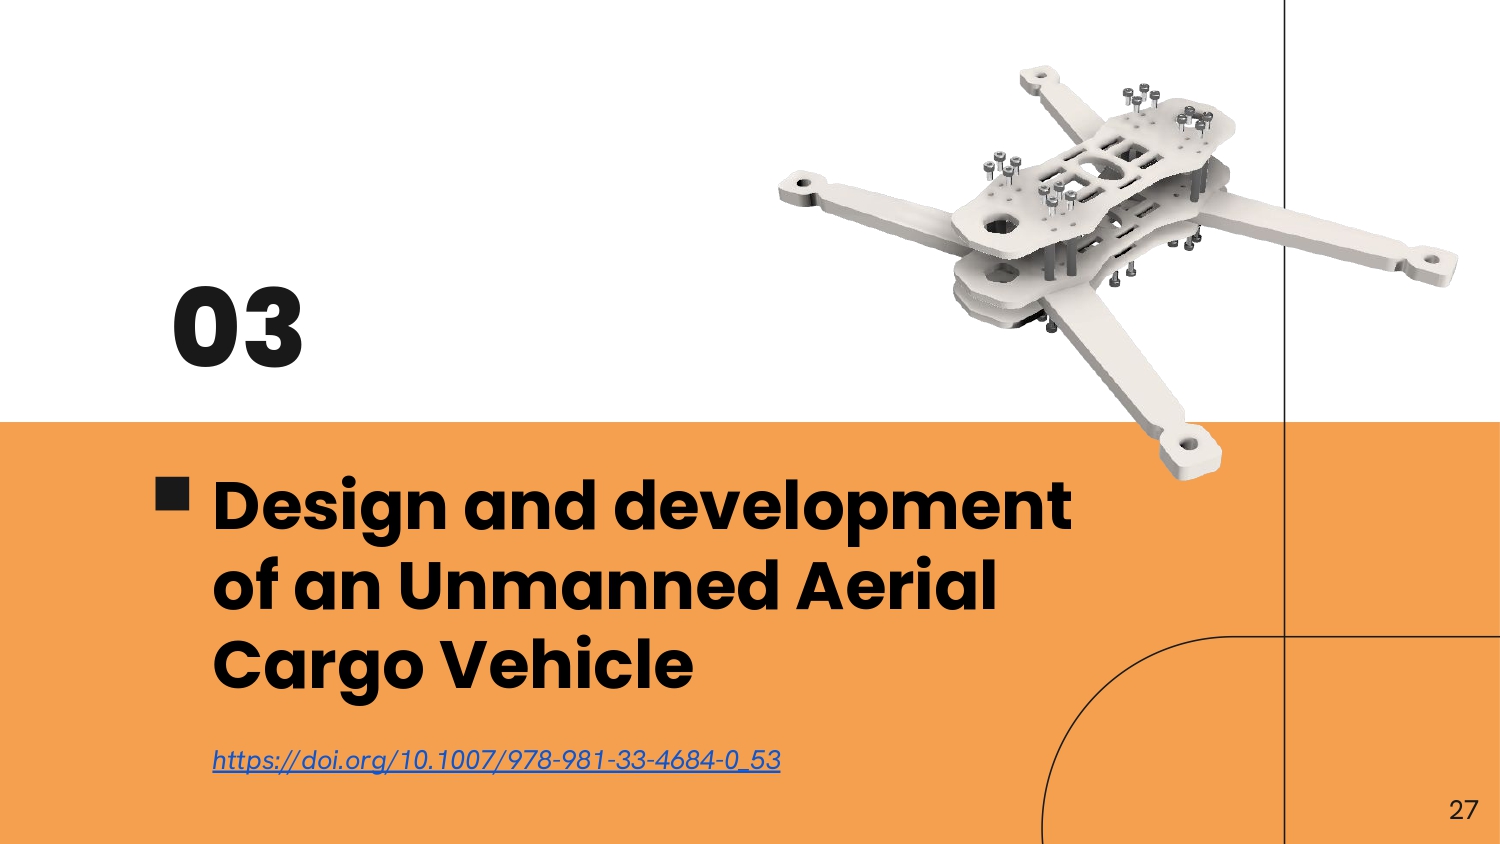 03
Design and development
of an Unmanned Aerial
Cargo Vehicle
https://doi.org/10.1007/978-981-33-4684-0_53
27